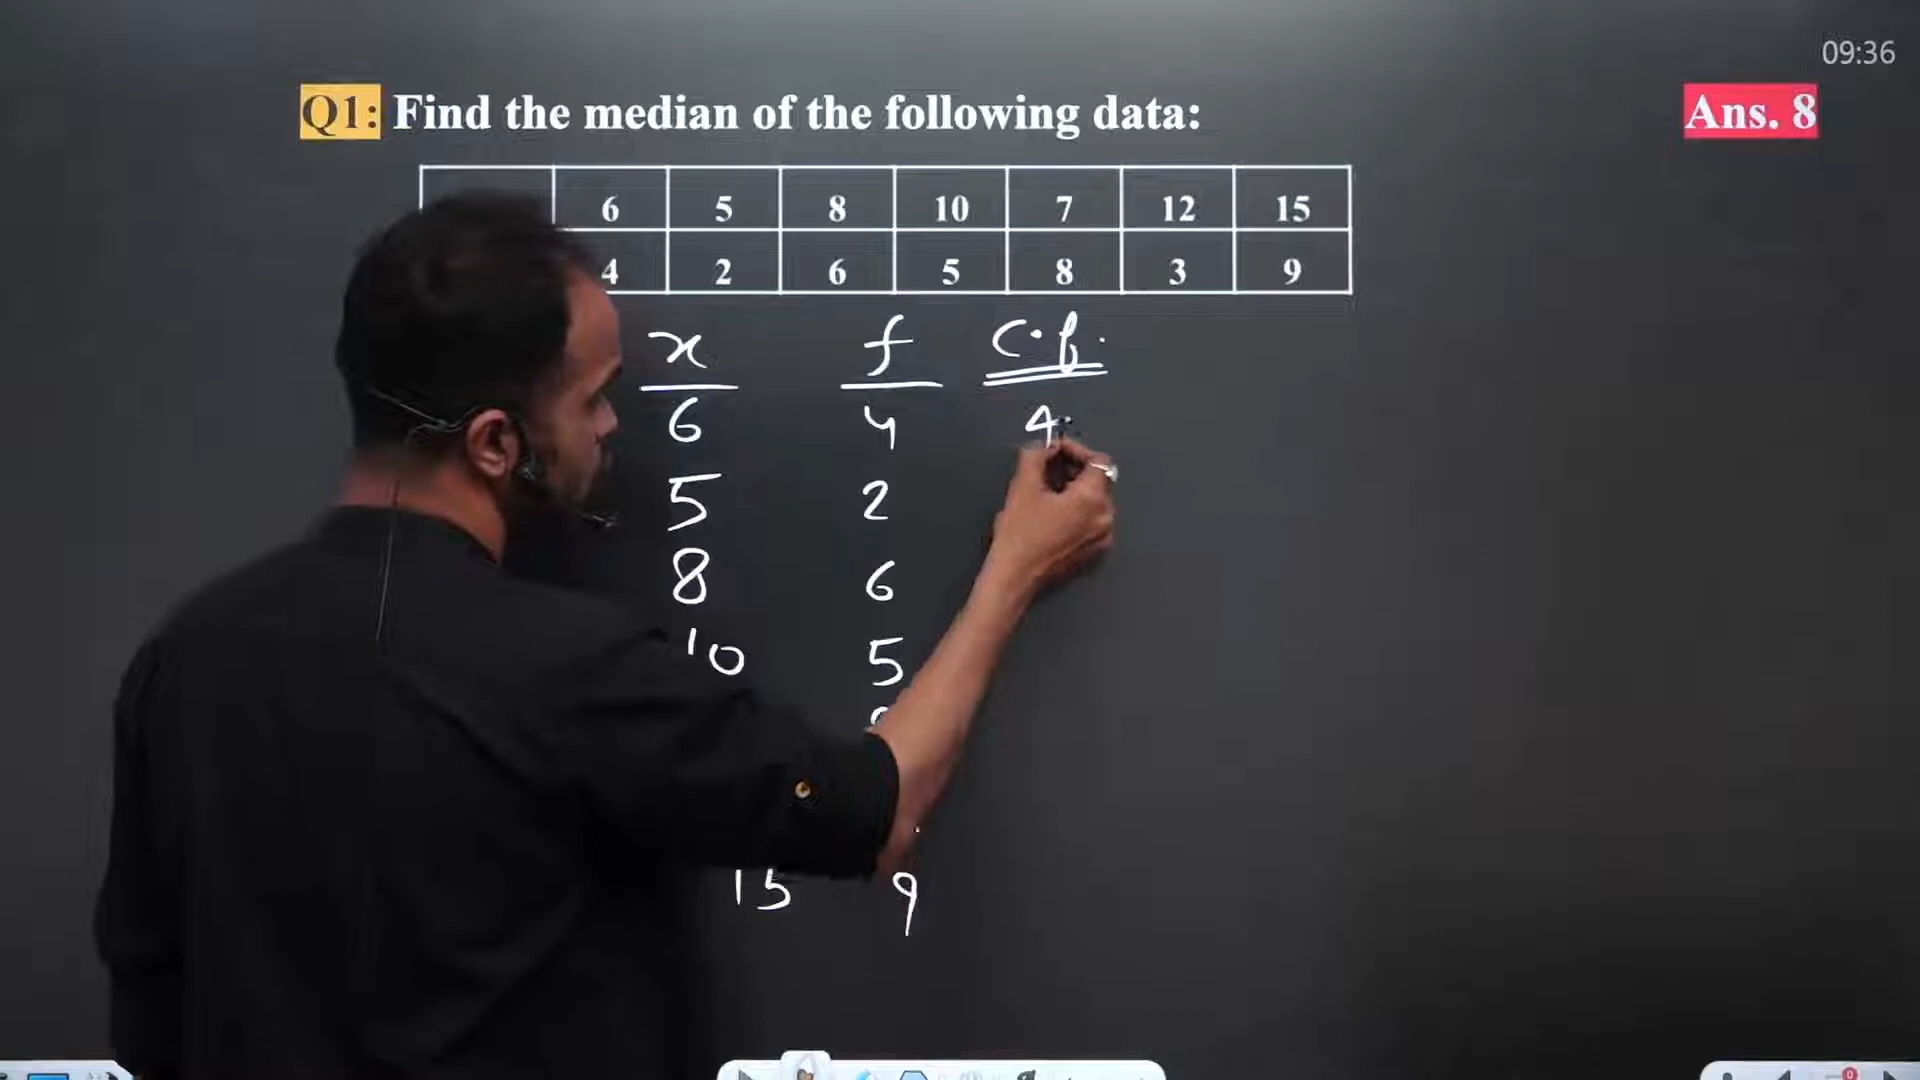 09:36
Q1: Find the median of the following data:
Ans. 8
6 5 8 10 7 12 15
4 2 6 5 8 3 9
x f c.f.
6 4 4
5 2
8 6
10 5
15 9